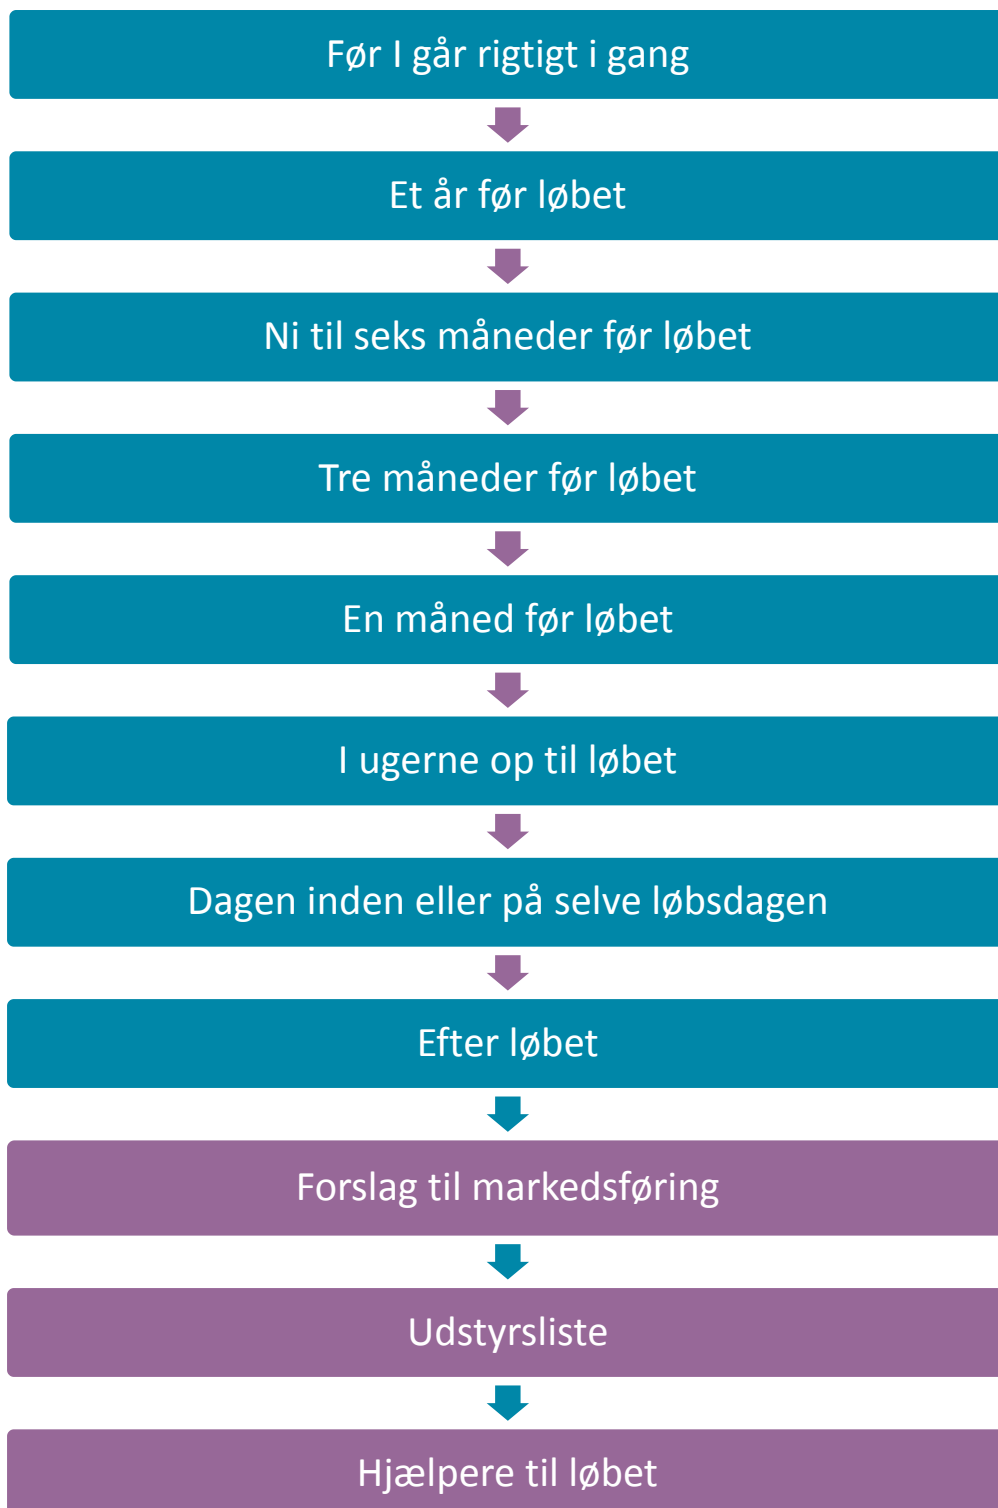 Før I går rigtigt i gang
Et år før løbet
Ni til seks måneder før løbet
Tre måneder før løbet
En måned før løbet
I ugerne op til løbet
Dagen inden eller på selve løbsdagen
Efter løbet
Forslag til markedsføring
Udstyrsliste
Hjælpere til løbet